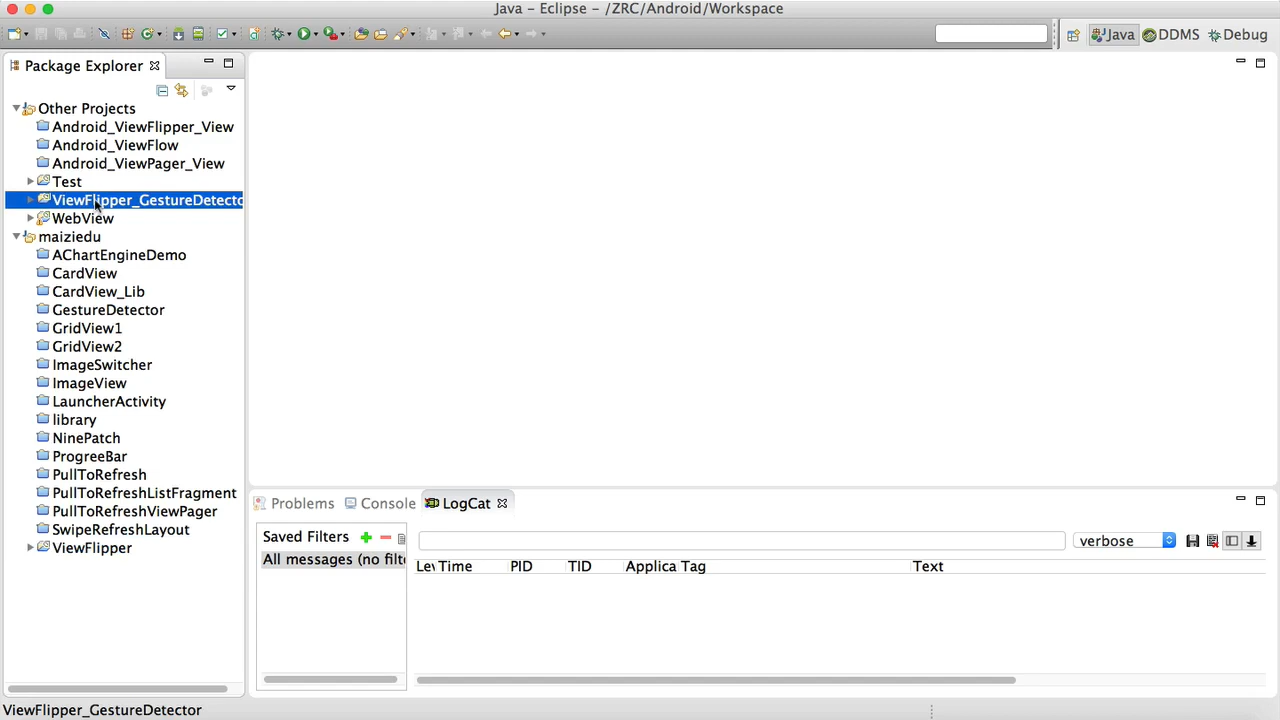 Java – Eclipse – /ZRC/Android/Workspace
Java
DDMS
Debug
Package Explorer
Other Projects
Android_ViewFlipper_View
Android_ViewFlow
Android_ViewPager_View
Test
ViewFlipper_GestureDetecto
WebView
maiziedu
AChartEngineDemo
CardView
CardView_Lib
GestureDetector
GridView1
GridView2
ImageSwitcher
ImageView
LauncherActivity
library
NinePatch
ProgreeBar
PullToRefresh
PullToRefreshListFragment
PullToRefreshViewPager
SwipeRefreshLayout
ViewFlipper
Problems
Console
LogCat
Saved Filters
All messages (no filte
verbose
Lev Time PID TID Applica Tag Text
ViewFlipper_GestureDetector